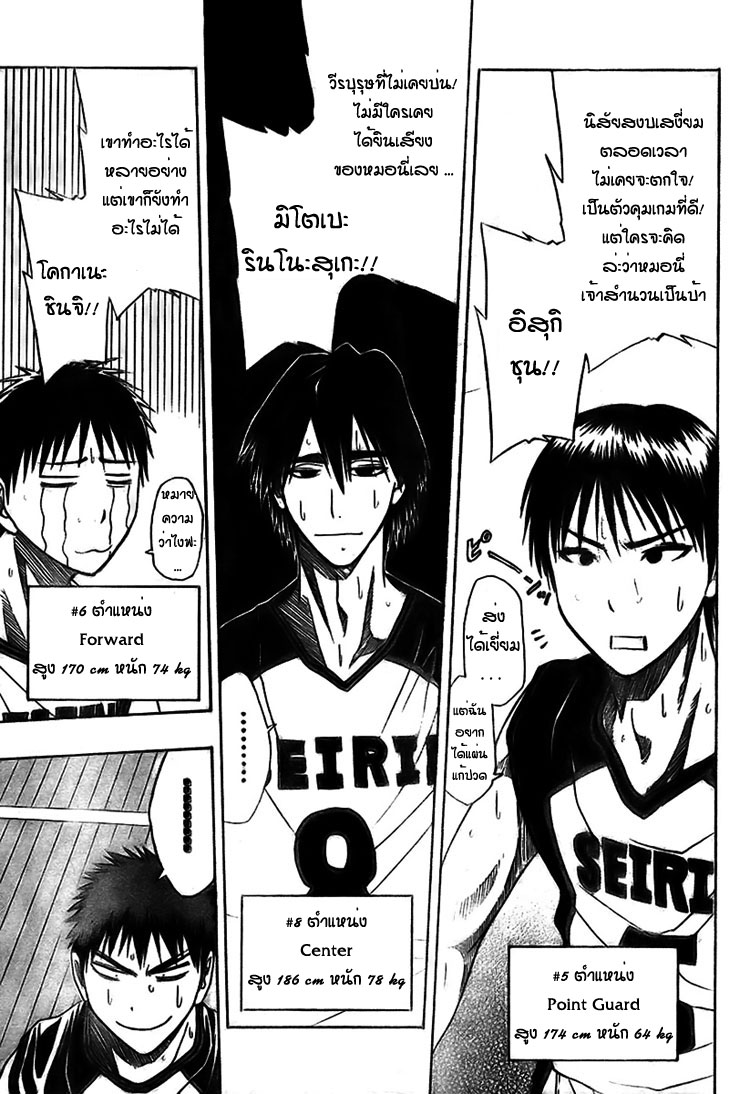 นิสัยสงบเสงี่ยม
ตลอดเวลา
ไม่เคยจะตกใจ!
เป็นตัวคุมเกมที่ดี!
แต่ใครจะคิด
ล่ะว่าหมอนี่
เจ้าสำนวนเป็นบ้า
อิสุกิ
ชุน!!
ピーーッ
ส่ง
ได้เยี่ยม
...
แต่ฉัน
อยาก
ได้แผ่น
แก้ปวด
SEIRI
5
#5 ตำแหน่ง
Point Guard
สูง 174 cm หนัก 64 kg
วีรบุรุษที่ไม่เคยบ่น!
ไม่มีใครเคย
ได้ยินเสียง
ของหมอนี่เลย ...
มิโตเบะ
รินโนะสุเกะ!!
.........
SEIRI
8
#8 ตำแหน่ง
Center
สูง 186 cm หนัก 78 kg
เขาทำอะไรได้
หลายอย่าง
แต่เขาก็ยังทำ
อะไรไม่ได้
โคกาเนะ
ชินจิ!!
หมาย
ความ
ว่าไงฟะ
...
#6 ตำแหน่ง
Forward
สูง 170 cm หนัก 74 kg
.........